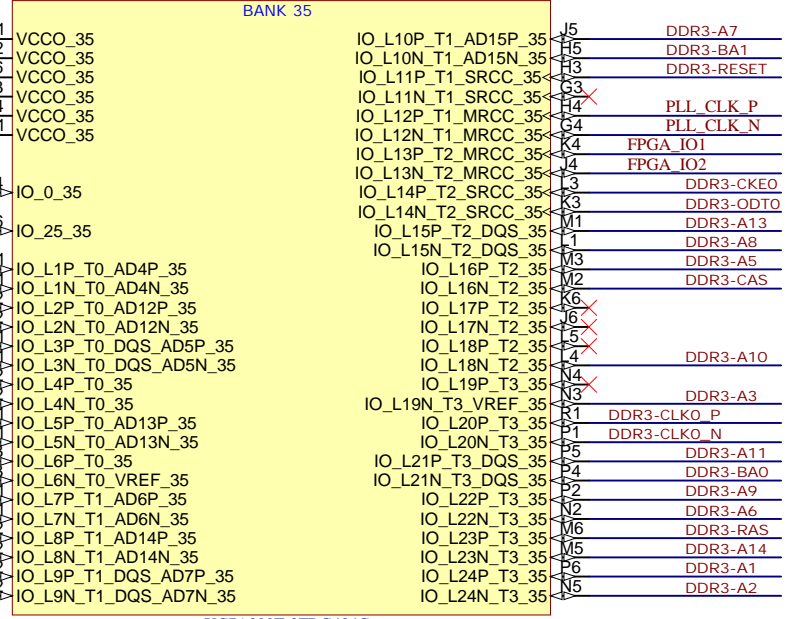 BANK 35
VCCO_35
VCCO_35
VCCO_35
VCCO_35
VCCO_35
VCCO_35
IO_0_35
IO_25_35
IO_L1P_T0_AD4P_35
IO_L1N_T0_AD4N_35
IO_L2P_T0_AD12P_35
IO_L2N_T0_AD12N_35
IO_L3P_T0_DQS_AD5P_35
IO_L3N_T0_DQS_AD5N_35
IO_L4P_T0_35
IO_L4N_T0_35
IO_L5P_T0_AD13P_35
IO_L5N_T0_AD13N_35
IO_L6P_T0_35
IO_L6N_T0_VREF_35
IO_L7P_T1_AD6P_35
IO_L7N_T1_AD6N_35
IO_L8P_T1_AD14P_35
IO_L8N_T1_AD14N_35
IO_L9P_T1_DQS_AD7P_35
IO_L9N_T1_DQS_AD7N_35
IO_L10P_T1_AD15P_35 J5 DDR3-A7
IO_L10N_T1_AD15N_35 H5 DDR3-BA1
IO_L11P_T1_SRCC_35 H3 DDR3-RESET
IO_L11N_T1_SRCC_35 G3
IO_L12P_T1_MRCC_35 H4 PLL_CLK_P
IO_L12N_T1_MRCC_35 G4 PLL_CLK_N
IO_L13P_T2_MRCC_35 K4 FPGA_IO1
IO_L13N_T2_MRCC_35 J4 FPGA_IO2
IO_L14P_T2_SRCC_35 L3 DDR3-CKE0
IO_L14N_T2_SRCC_35 K3 DDR3-ODT0
IO_L15P_T2_DQS_35 M1 DDR3-A13
IO_L15N_T2_DQS_35 L1 DDR3-A8
IO_L16P_T2_35 M3 DDR3-A5
IO_L16N_T2_35 M2 DDR3-CAS
IO_L17P_T2_35 K6
IO_L17N_T2_35 J6
IO_L18P_T2_35 L5
IO_L18N_T2_35 L4 DDR3-A10
IO_L19P_T3_35 N4
IO_L19N_T3_VREF_35 N3 DDR3-A3
IO_L20P_T3_35 R1 DDR3-CLK0_P
IO_L20N_T3_35 P1 DDR3-CLK0_N
IO_L21P_T3_DQS_35 P5 DDR3-A11
IO_L21N_T3_DQS_35 P4 DDR3-BA0
IO_L22P_T3_35 P2 DDR3-A9
IO_L22N_T3_35 N2 DDR3-A6
IO_L23P_T3_35 M6 DDR3-RAS
IO_L23N_T3_35 M5 DDR3-A14
IO_L24P_T3_35 P6 DDR3-A1
IO_L24N_T3_35 N5 DDR3-A2